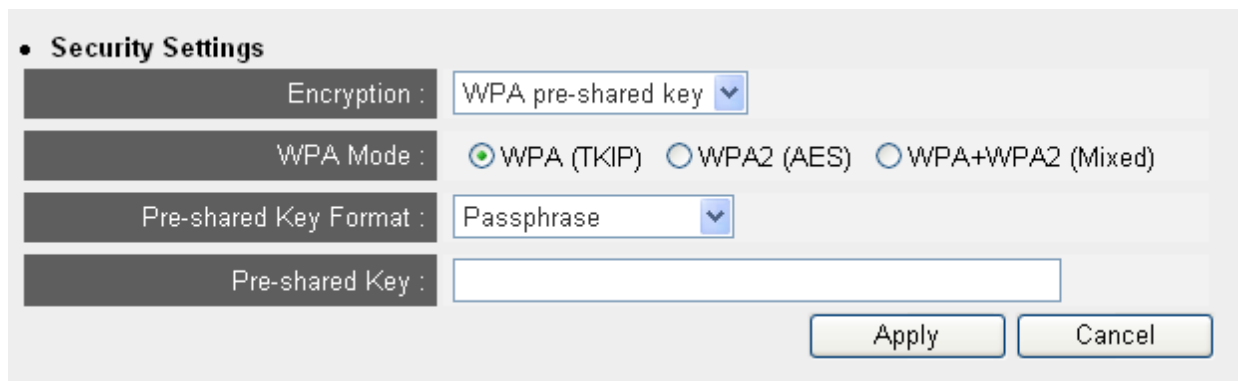 • Security Settings
Encryption : WPA pre-shared key
WPA Mode : WPA (TKIP) WPA2 (AES) WPA+WPA2 (Mixed)
Pre-shared Key Format : Passphrase
Pre-shared Key :
Apply Cancel